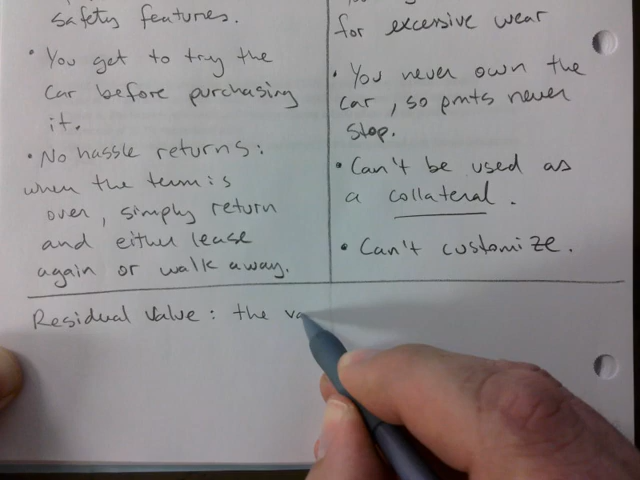 safety features.
• You get to try the
car before purchasing
it.
• No hassle returns:
when the term is
over, simply return
and either lease
again or walk away.
for excessive wear
• You never own the
car, so pmts never
stop.
• Can't be used as
a collateral.
• Can't customize.
Residual Value: the va